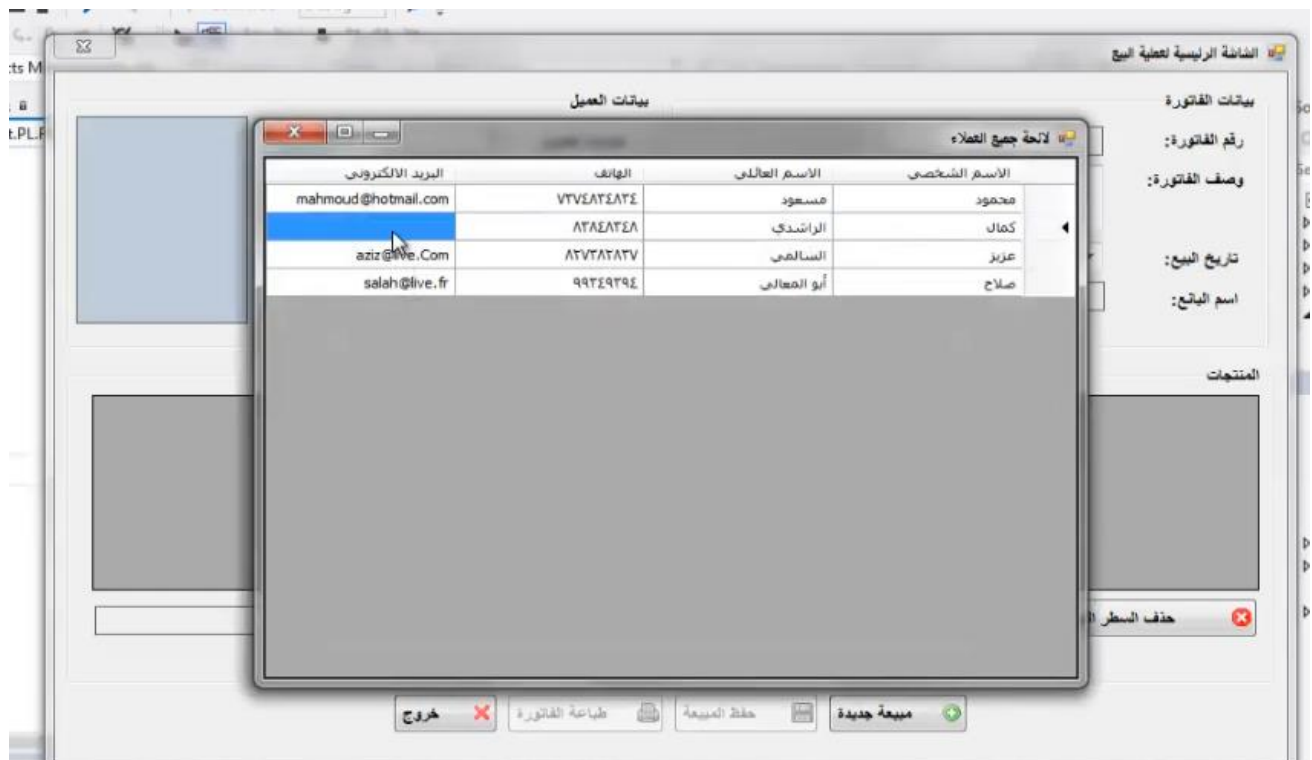 الشاشة الرئيسية لعملية البيع
cts M
t.PL.F
بيانات الفاتورة
بيانات العميل
رقم الفاتورة:
وصف الفاتورة:
تاريخ البيع:
اسم البائع:
لائحة جميع العملاء
الاسم الشخصي الاسم العائلي الهاتف البريد الالكتروني
محمود مسعود ٧٣٧٤٨٣٤٨٣٤ mahmoud@hotmail.com
كمال الراشدي ٨٣٨٤٨٣٤٨
عزيز السالمي ٨٢٧٣٨٢٨٣٧ aziz@live.Com
صلاح أبو المعالي ٩٩٣٤٩٣٩٤ salah@live.fr
المنتجات
حذف السطر
مبيعة جديدة
حفظ المبيعة
طباعة الفاتورة
خروج